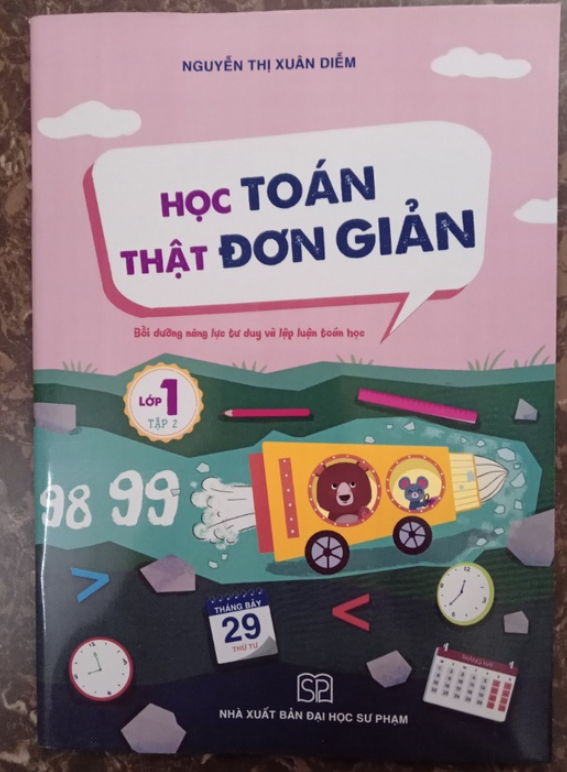 NGUYỄN THỊ XUÂN DIỄM
HỌC TOÁN
THẬT ĐƠN GIẢN
Bồi dưỡng năng lực tư duy và lập luận toán học
LỚP 1
TẬP 2
98 99
>
<
THÁNG BẢY
29
THỨ TƯ
SP
NHÀ XUẤT BẢN ĐẠI HỌC SƯ PHẠM